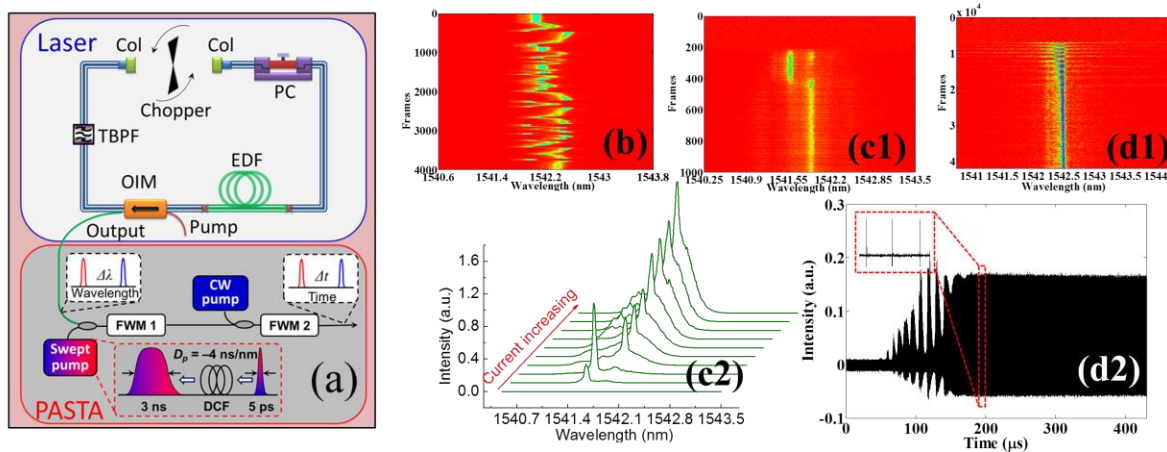 Laser
Col
Col
Chopper
PC
TBPF
EDF
OIM
Output
Pump
Δλ
Wavelength
CW
pump
Δt
Time
FWM 1
FWM 2
Swept
pump
Dp = –4 ns/nm
3 ns
DCF
5 ps
PASTA
(a)
Frames
0
1000
2000
3000
4000
1540.6 1541.4 1542.2 1543 1543.8
Wavelength (nm)
(b)
Frames
0
200
400
600
800
1000
1540.25 1540.9 1541.55 1542.2 1542.85 1543.5
Wavelength (nm)
(c1)
x 10⁴
Frames
0
1
2
3
4
1541 1541.5 1542 1542.5 1543 1543.5 1544
Wavelength (nm)
(d1)
Intensity (a.u.)
1.6
1.2
0.8
0.4
0.0
Current increasing
1540.7 1541.4 1542.1 1542.8 1543.5
Wavelength (nm)
(c2)
Intensity (a.u.)
0.3
0.2
0.1
0
-0.1
0 100 200 300 400
Time (μs)
(d2)